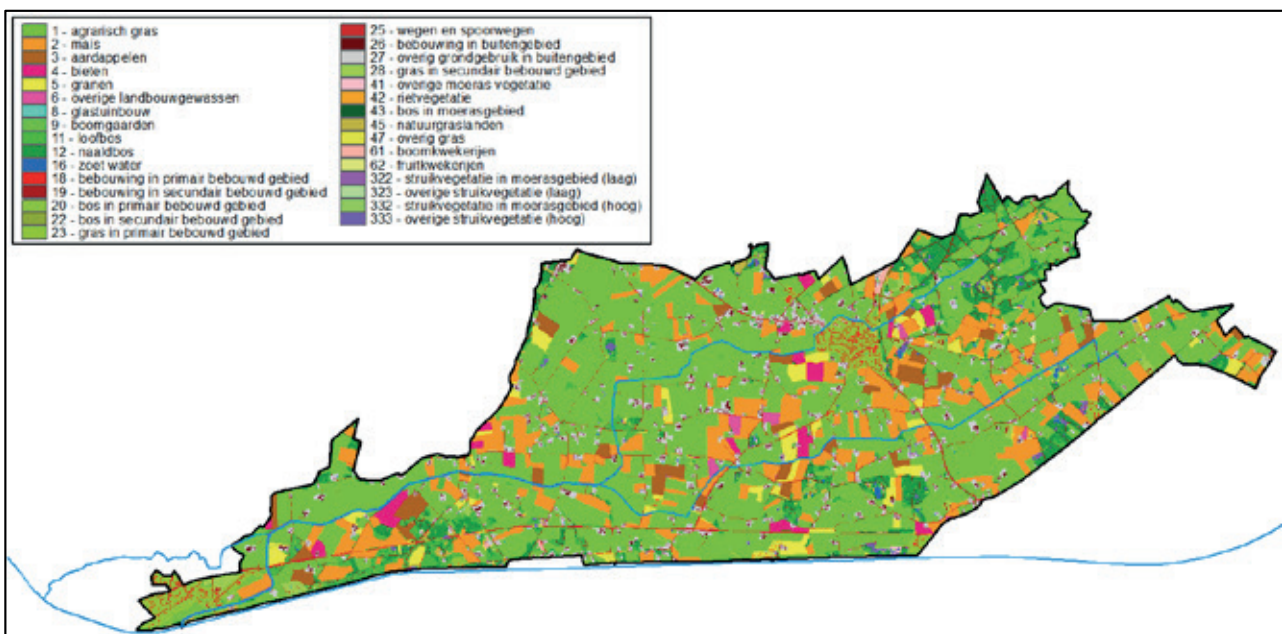 1 - agrarisch gras
2 - mais
3 - aardappelen
4 - bieten
5 - granen
6 - overige landbouwgewassen
8 - glastuinbouw
9 - boomgaarden
11 - loofbos
12 - naaldbos
16 - zoet water
18 - bebouwing in primair bebouwd gebied
19 - bebouwing in secundair bebouwd gebied
20 - bos in primair bebouwd gebied
22 - bos in secundair bebouwd gebied
23 - gras in primair bebouwd gebied
25 - wegen en spoorwegen
26 - bebouwing in buitengebied
27 - overig grondgebruik in buitengebied
28 - gras in secundair bebouwd gebied
41 - overige moeras vegetatie
42 - rietvegetatie
43 - bos in moerasgebied
45 - natuurgraslanden
47 - overig gras
61 - boomkwekerijen
62 - fruitkwekerijen
322 - struikvegetatie in moerasgebied (laag)
323 - overige struikvegetatie (laag)
332 - struikvegetatie in moerasgebied (hoog)
333 - overige struikvegetatie (hoog)